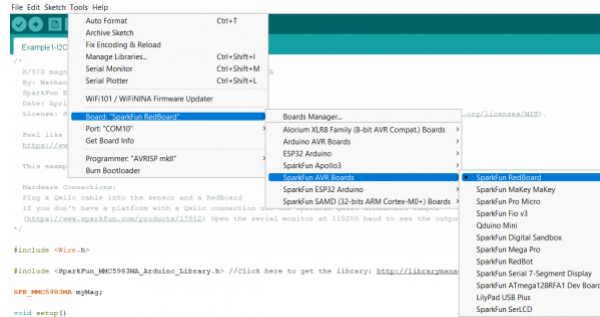 File Edit Sketch Tools Help
Auto Format Ctrl+T
Archive Sketch
Fix Encoding & Reload
Manage Libraries... Ctrl+Shift+I
Serial Monitor Ctrl+Shift+M
Serial Plotter Ctrl+Shift+L
WiFi101 / WiFiNINA Firmware Updater
Board: "SparkFun RedBoard"
Port: "COM10"
Get Board Info
Programmer: "AVRISP mkII"
Burn Bootloader
Boards Manager...
Alorium XLR8 Family (8-bit AVR Compat.) Boards
Arduino AVR Boards
ESP32 Arduino
SparkFun Apollo3
SparkFun AVR Boards
SparkFun ESP32 Arduino
SparkFun SAMD (32-bits ARM Cortex-M0+) Boards
SparkFun RedBoard
SparkFun MaKey MaKey
SparkFun Pro Micro
SparkFun Fio v3
Qduino Mini
SparkFun Digital Sandbox
SparkFun Mega Pro
SparkFun RedBot
SparkFun Serial 7-Segment Display
SparkFun ATmega128RFA1 Dev Board
LilyPad USB Plus
SparkFun SerLCD
Example1-I2C
/*
X/Y/Z magn
By: Nathan
SparkFun E
Date: Apri
License: S
.org/licenses/MIT).
Feel like
https://ww
This examp
Hardware Connections:
Plug a Qwiic cable into the sensor and a RedBoard
If you don't have a platform with a Qwiic connection
(https://www.sparkfun.com/products/17912) Open the serial monitor at 115200 baud to see the outpu
*/
#include <Wire.h>
#include <SparkFun_MMC5983MA_Arduino_Library.h> //Click here to get the library: http://librarymanag
SFE_MMC5983MA myMag;
void setup()